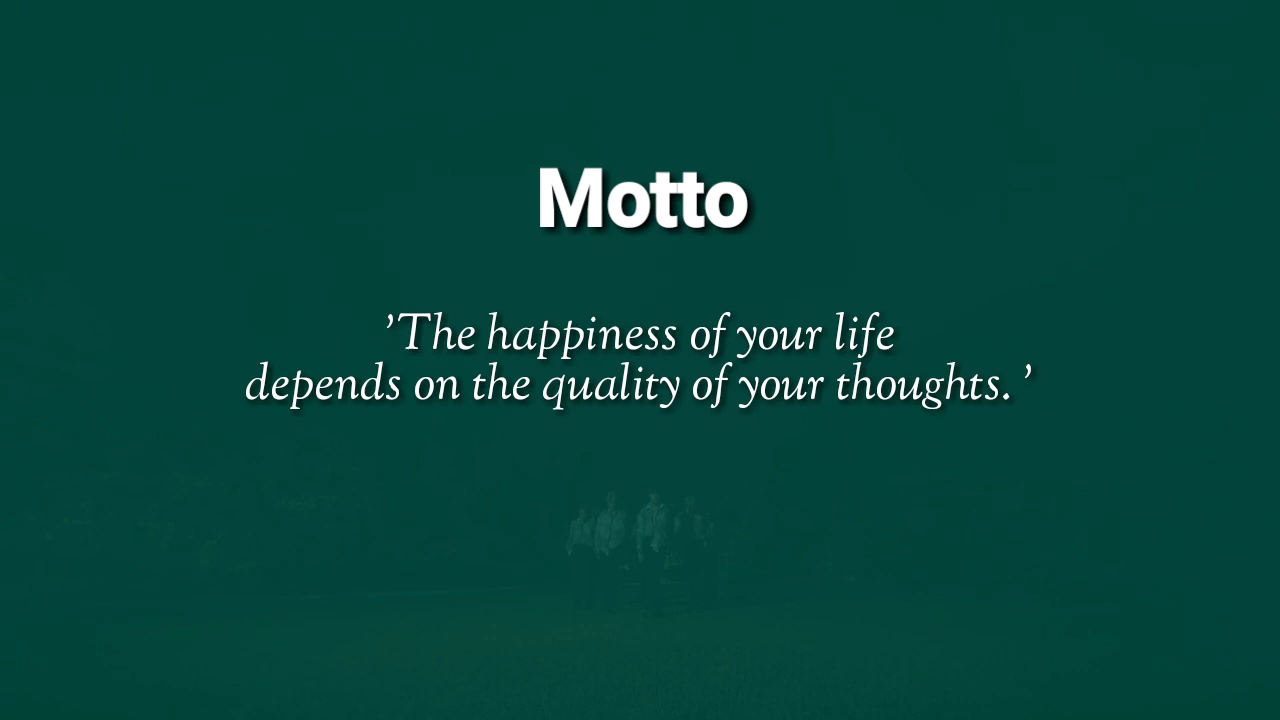 Motto
’The happiness of your life
depends on the quality of your thoughts. ’